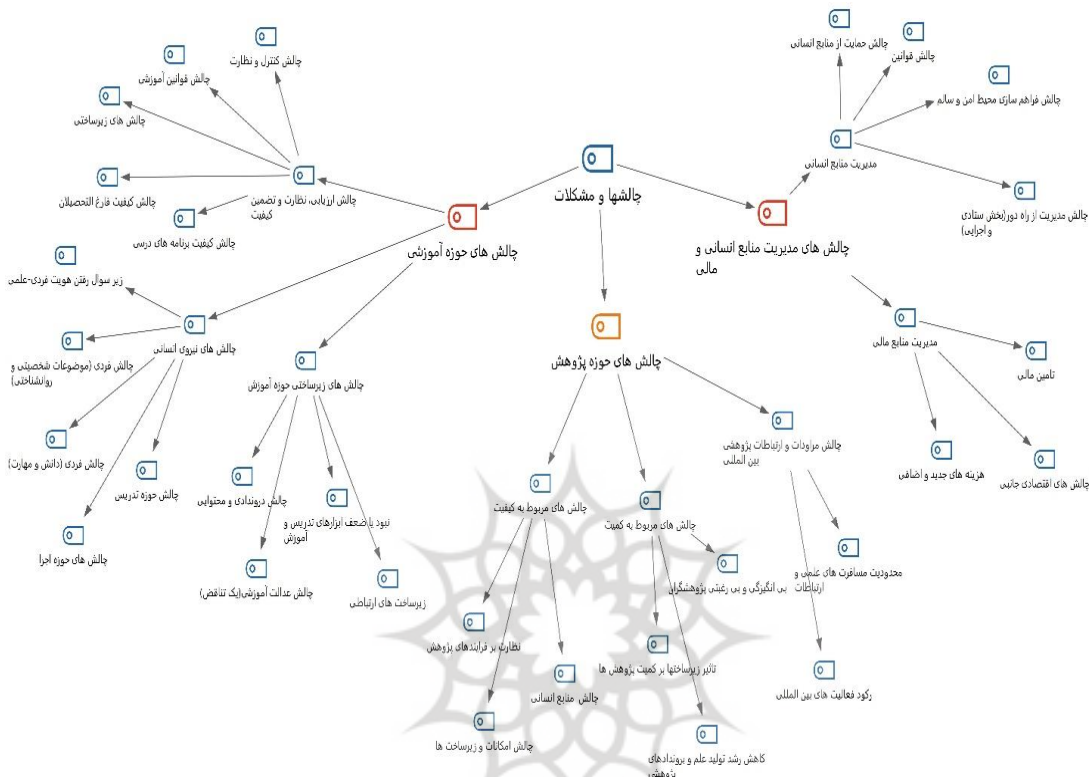 چالش حمایت از منابع انسانی
چالش قوانین
چالش فراهم سازی محیط امن و سالم
مدیریت منابع انسانی
چالش مدیریت از راه دور(بخش ستادی
و اجرایی)
چالش کنترل و نظارت
چالش قوانین آموزشی
چالش های زیرساختی
چالش کیفیت فارغ التحصیلان
چالش ارزیابی، نظارت و تضمین
کیفیت
چالش کیفیت برنامه های درسی
چالشها و مشکلات
چالش های مدیریت منابع انسانی و
مالی
چالش های حوزه آموزشی
زیر سوال رفتن هویت فردی-علمی
چالش های نیروی انسانی
چالش فردی (موضوعات شخصیتی و
روانشناختی)
چالش فردی (دانش و مهارت)
چالش حوزه تدریس
چالش های حوزه اجرا
چالش های زیرساختی حوزه آموزش
چالش دروندادی و محتوایی
نبود یا ضعف ابزارهای تدریس و
آموزش
چالش عدالت آموزشی(یک تناقض)
زیرساخت های ارتباطی
چالش های حوزه پژوهش
مدیریت منابع مالی
تامین مالی
هزینه های جدید و اضافی
چالش های اقتصادی جانبی
چالش مراودات و ارتباطات پژوهشی
بین المللی
محدودیت مسافرت های علمی و
ارتباطات
رکود فعالیت های بین المللی
چالش های مربوط به کیفیت
چالش های مربوط به کمیت
بی انگیزگی و بی رغبتی پژوهشگران
نظارت بر فرایندهای پژوهش
تاثیر زیرساختها بر کمیت پژوهش ها
چالش منابع انسانی
چالش امکانات و زیرساخت ها
کاهش رشد تولید علم و بروندادهای
پژوهشی